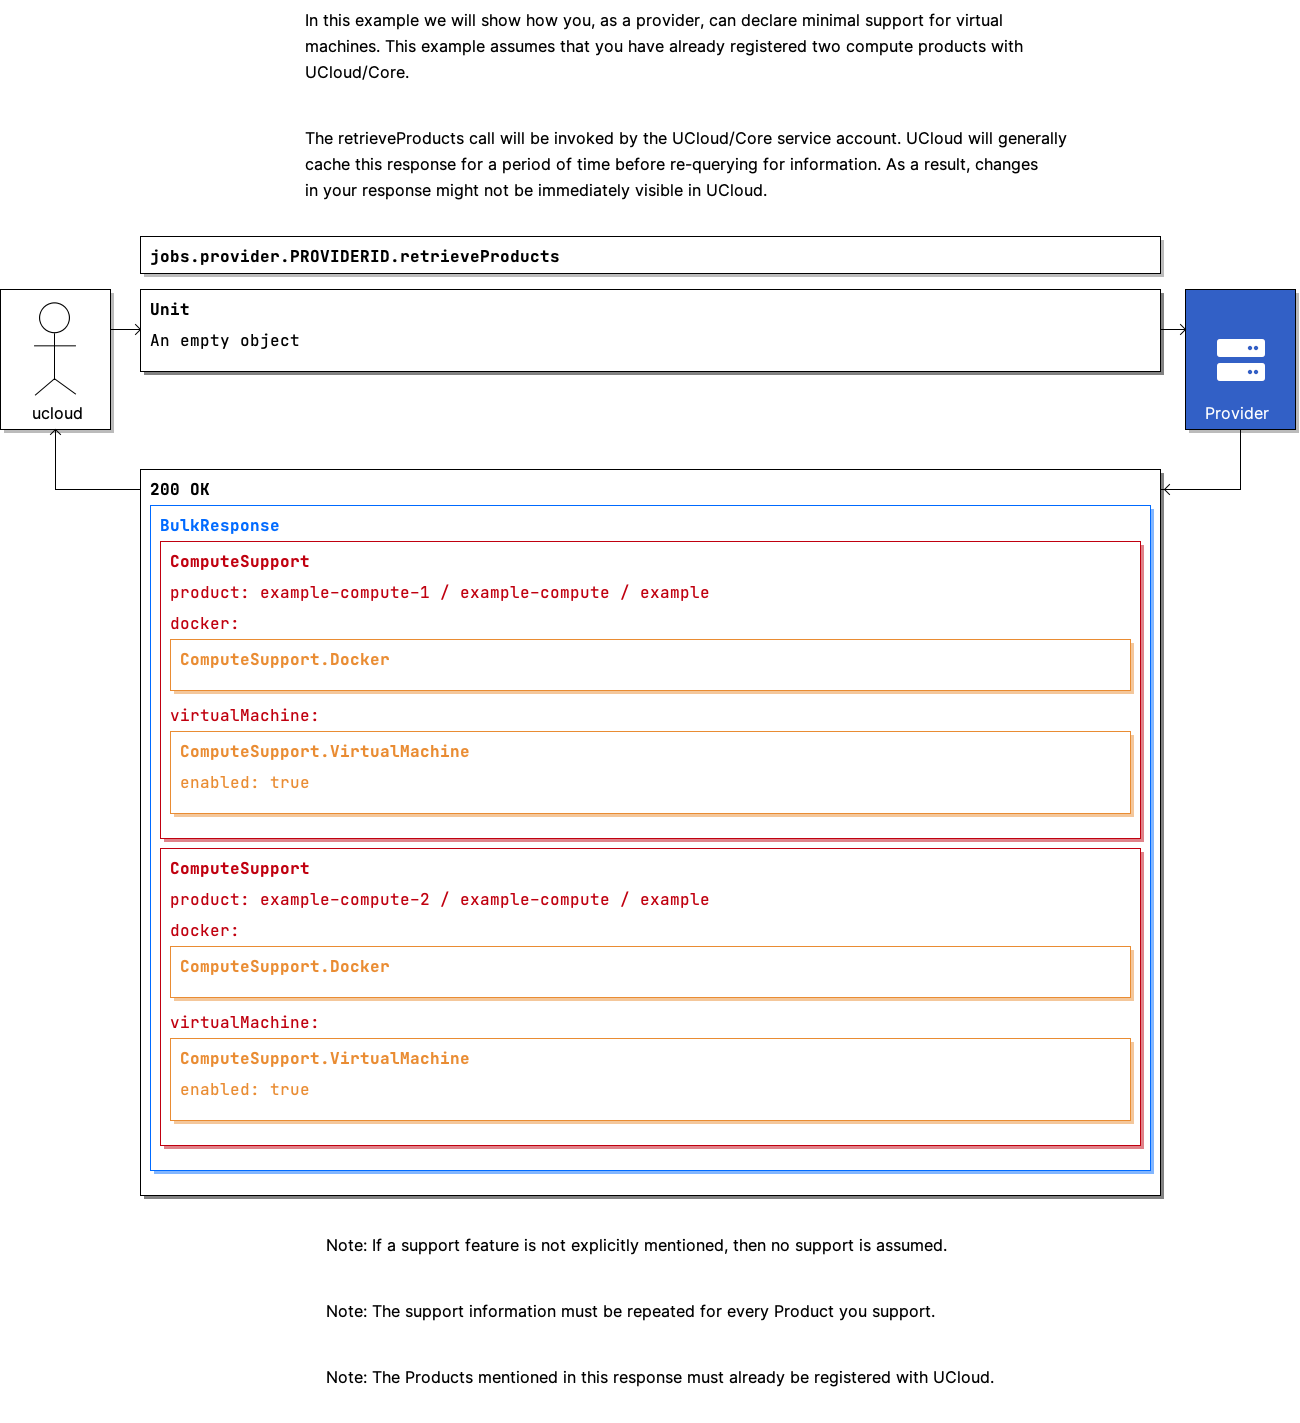 In this example we will show how you, as a provider, can declare minimal support for virtual
machines. This example assumes that you have already registered two compute products with
UCloud/Core.
The retrieveProducts call will be invoked by the UCloud/Core service account. UCloud will generally
cache this response for a period of time before re-querying for information. As a result, changes
in your response might not be immediately visible in UCloud.
jobs.provider.PROVIDERID.retrieveProducts
Unit
An empty object
ucloud
Provider
200 OK
BulkResponse
ComputeSupport
product: example-compute-1 / example-compute / example
docker:
ComputeSupport.Docker
virtualMachine:
ComputeSupport.VirtualMachine
enabled: true
ComputeSupport
product: example-compute-2 / example-compute / example
docker:
ComputeSupport.Docker
virtualMachine:
ComputeSupport.VirtualMachine
enabled: true
Note: If a support feature is not explicitly mentioned, then no support is assumed.
Note: The support information must be repeated for every Product you support.
Note: The Products mentioned in this response must already be registered with UCloud.